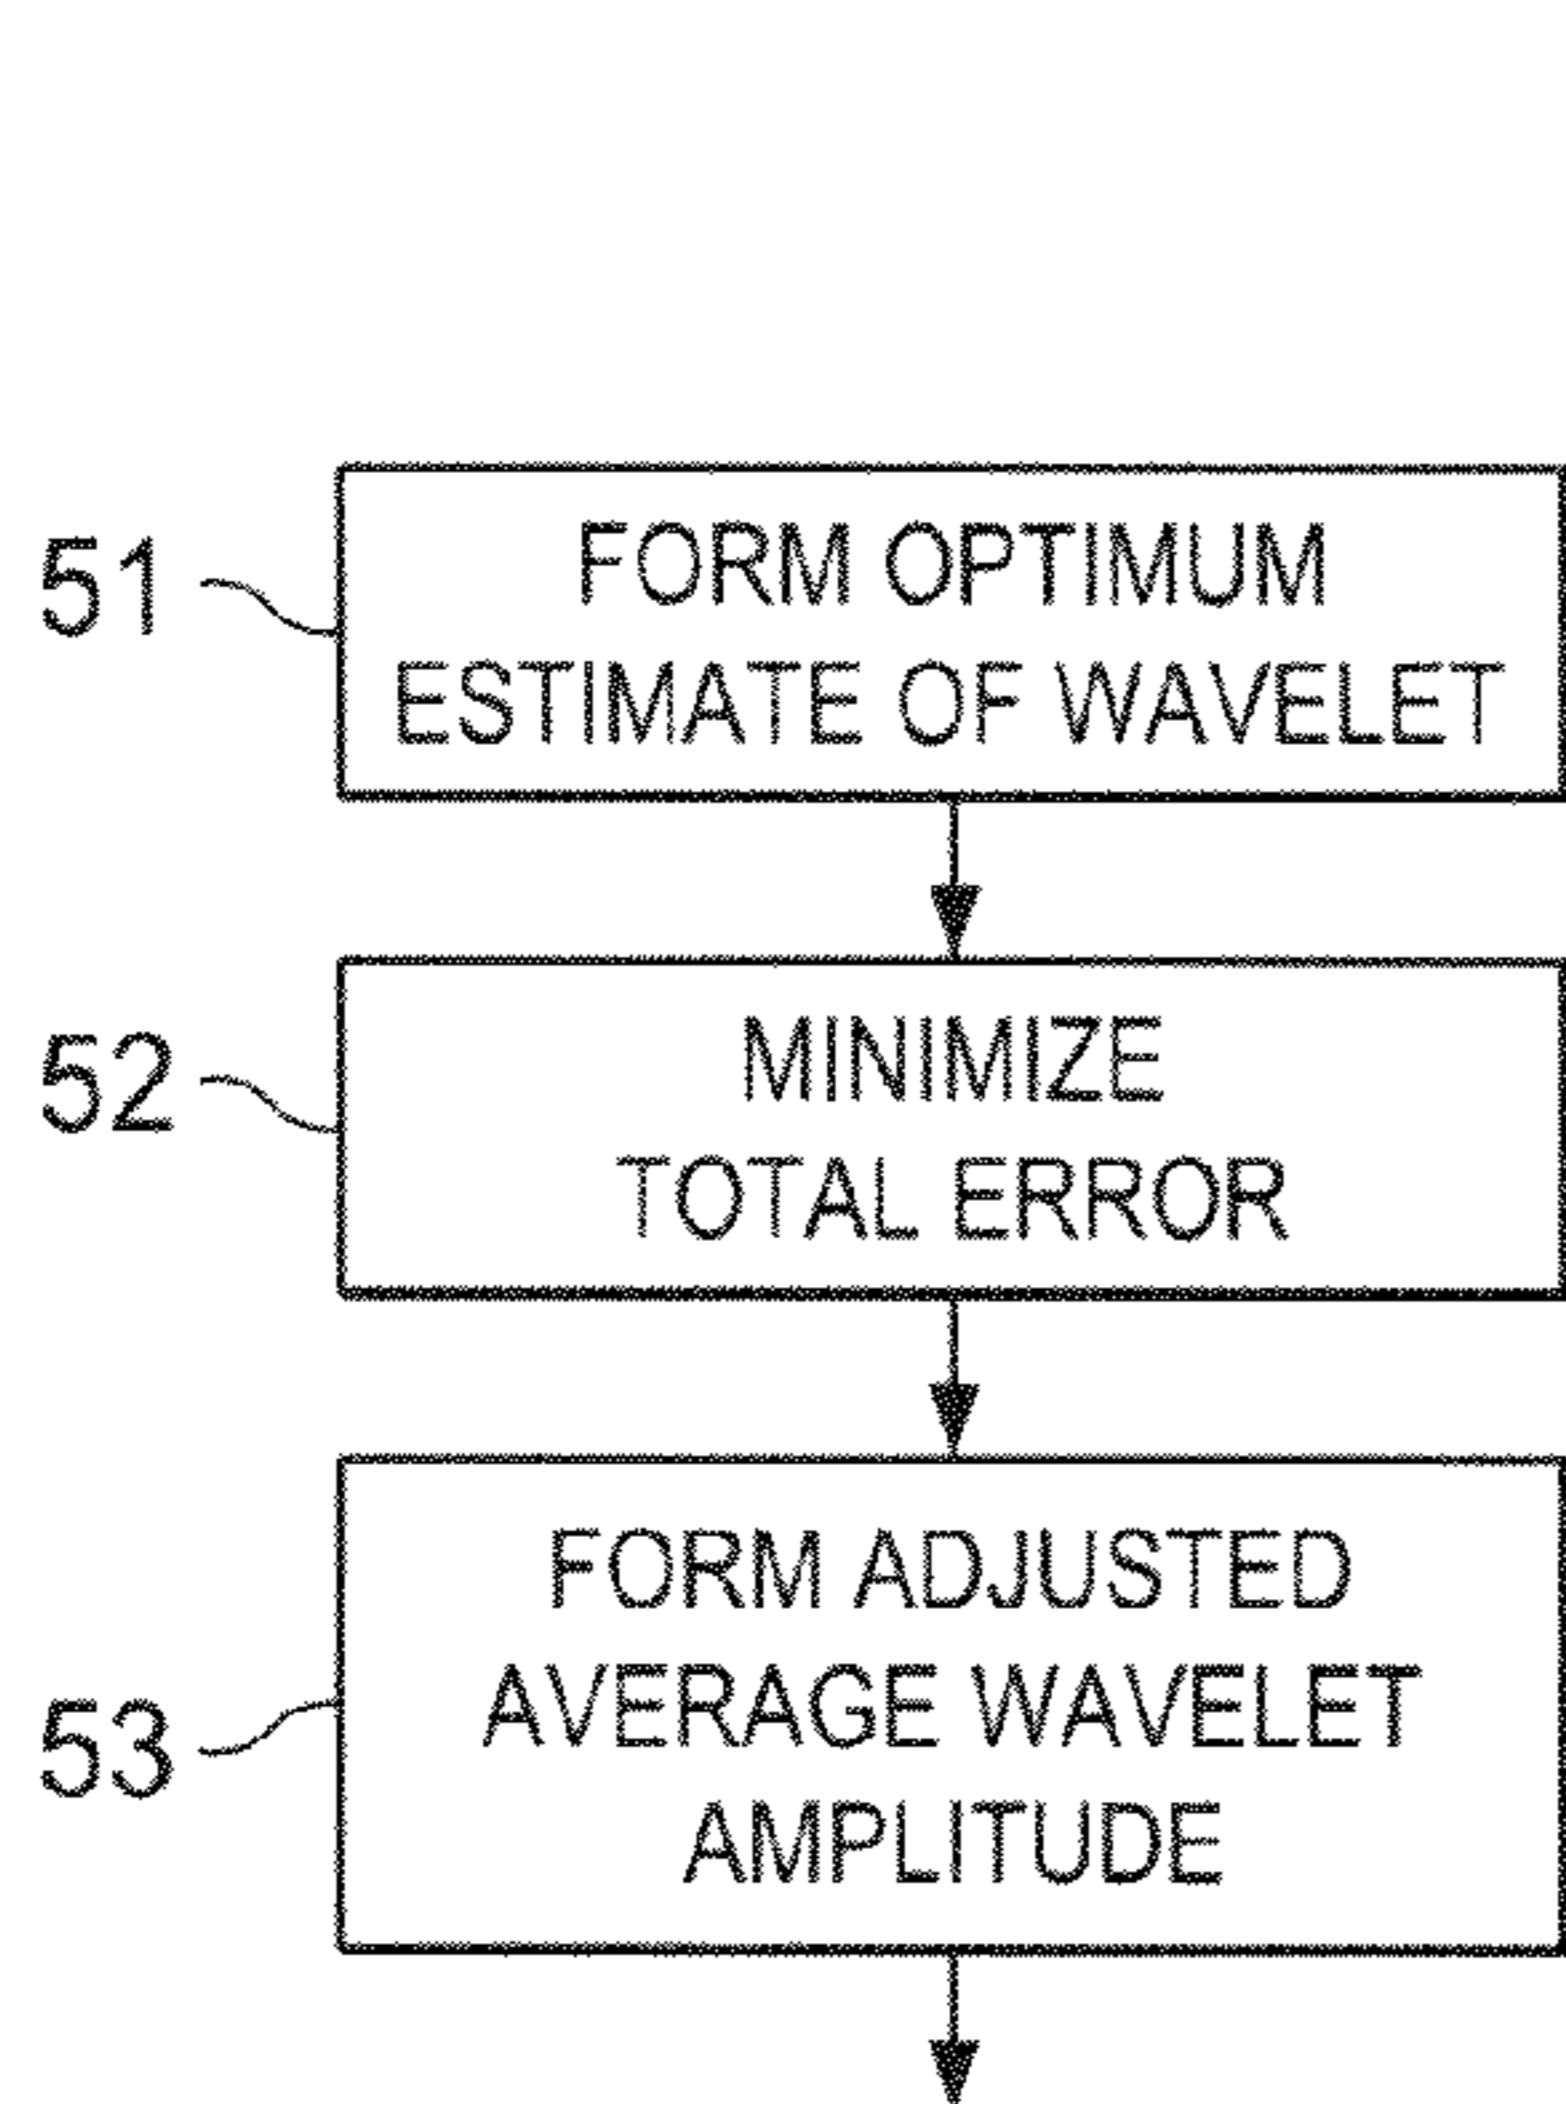 51
FORM OPTIMUM
ESTIMATE OF WAVELET
52
MINIMIZE
TOTAL ERROR
53
FORM ADJUSTED
AVERAGE WAVELET
AMPLITUDE